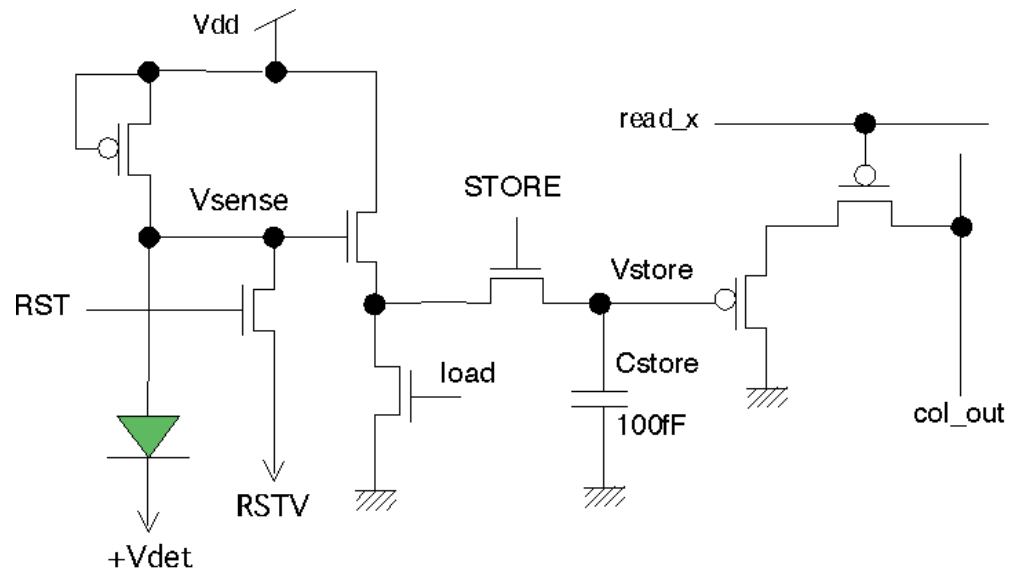 Vdd
read_x
STORE
Vsense
Vstore
RST
load
Cstore
100fF
col_out
RSTV
+Vdet